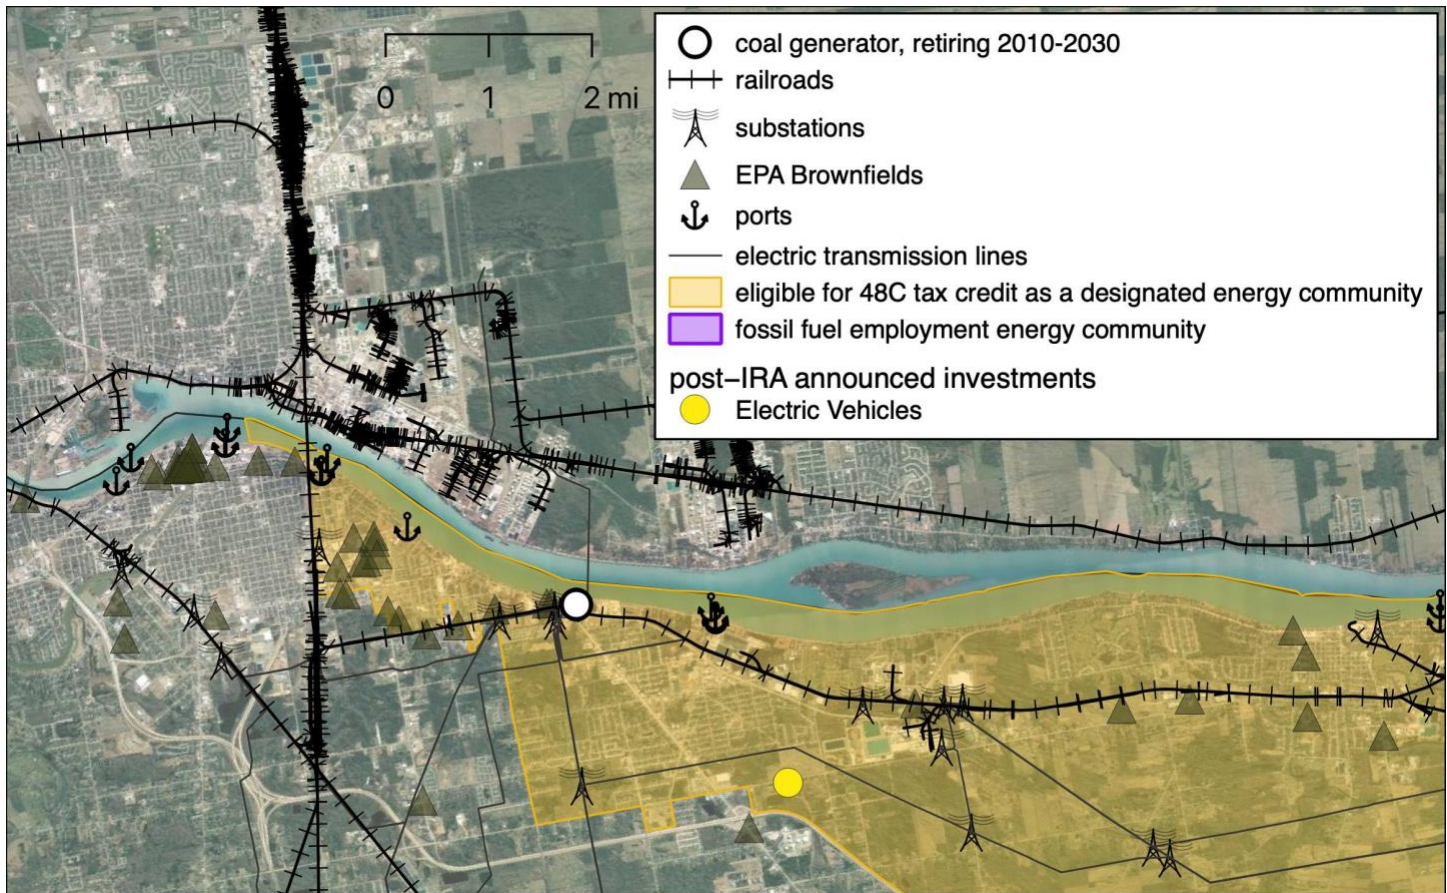 coal generator, retiring 2010-2030
railroads
0 1 2 mi
substations
EPA Brownfields
ports
electric transmission lines
eligible for 48C tax credit as a designated energy community
fossil fuel employment energy community
post–IRA announced investments
Electric Vehicles